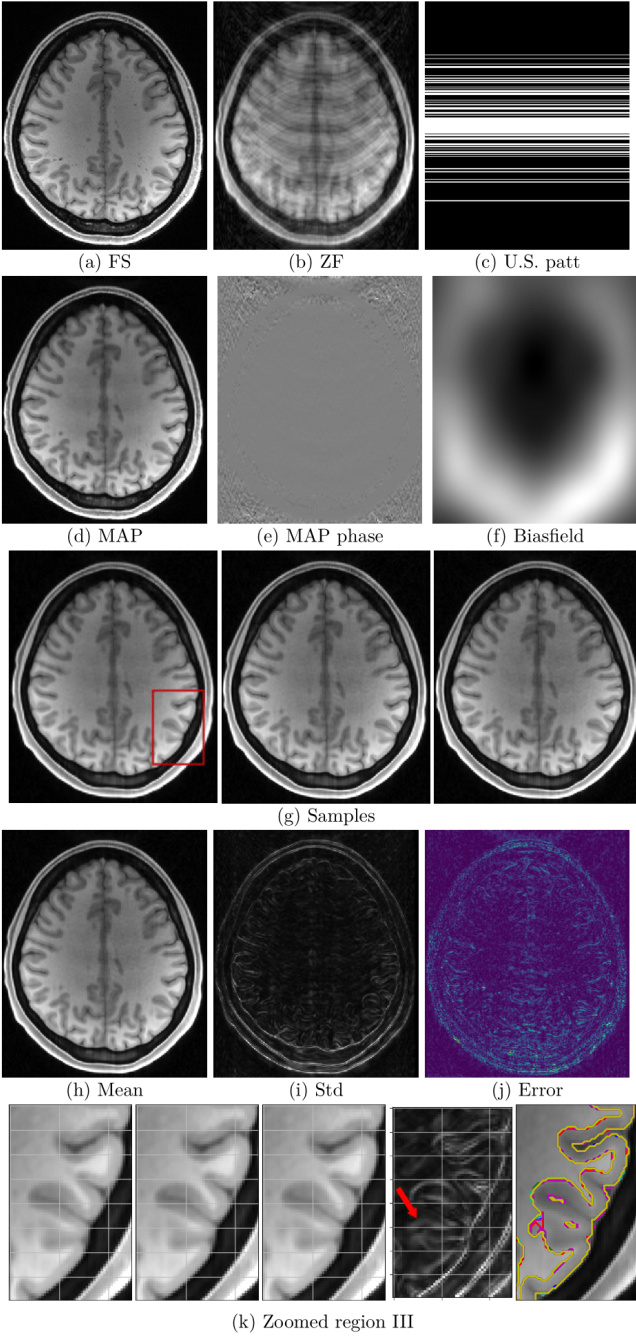 (a) FS
(b) ZF
(c) U.S. patt
(d) MAP
(e) MAP phase
(f) Biasfield
(g) Samples
(h) Mean
(i) Std
(j) Error
(k) Zoomed region III